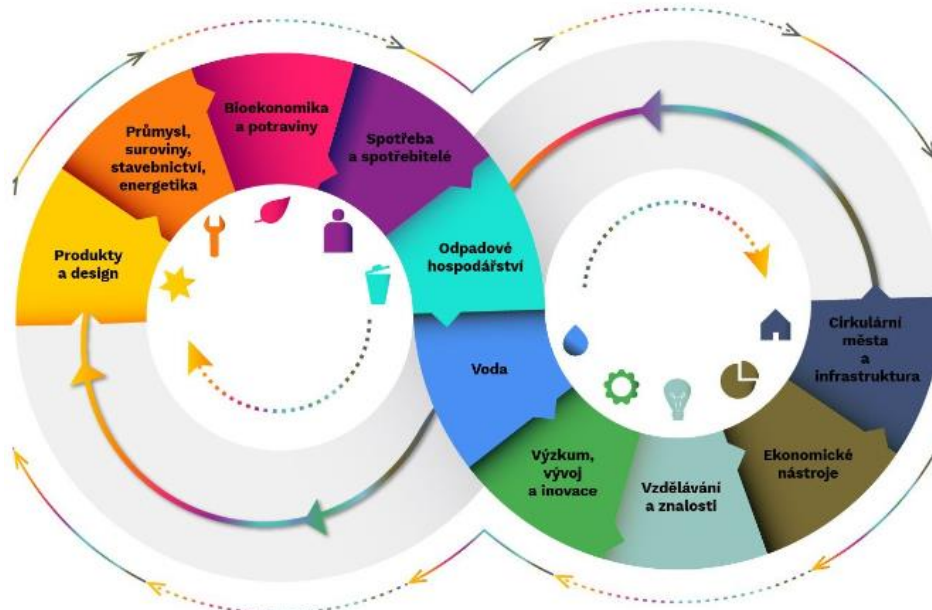 Produkty
a design
Průmysl,
suroviny,
stavebnictví,
energetika
Bioekonomika
a potraviny
Spotřeba
a spotřebitelé
Odpadové
hospodářství
Voda
Výzkum,
vývoj
a inovace
Vzdělávání
a znalosti
Ekonomické
nástroje
Cirkulární
města
a
infrastruktura